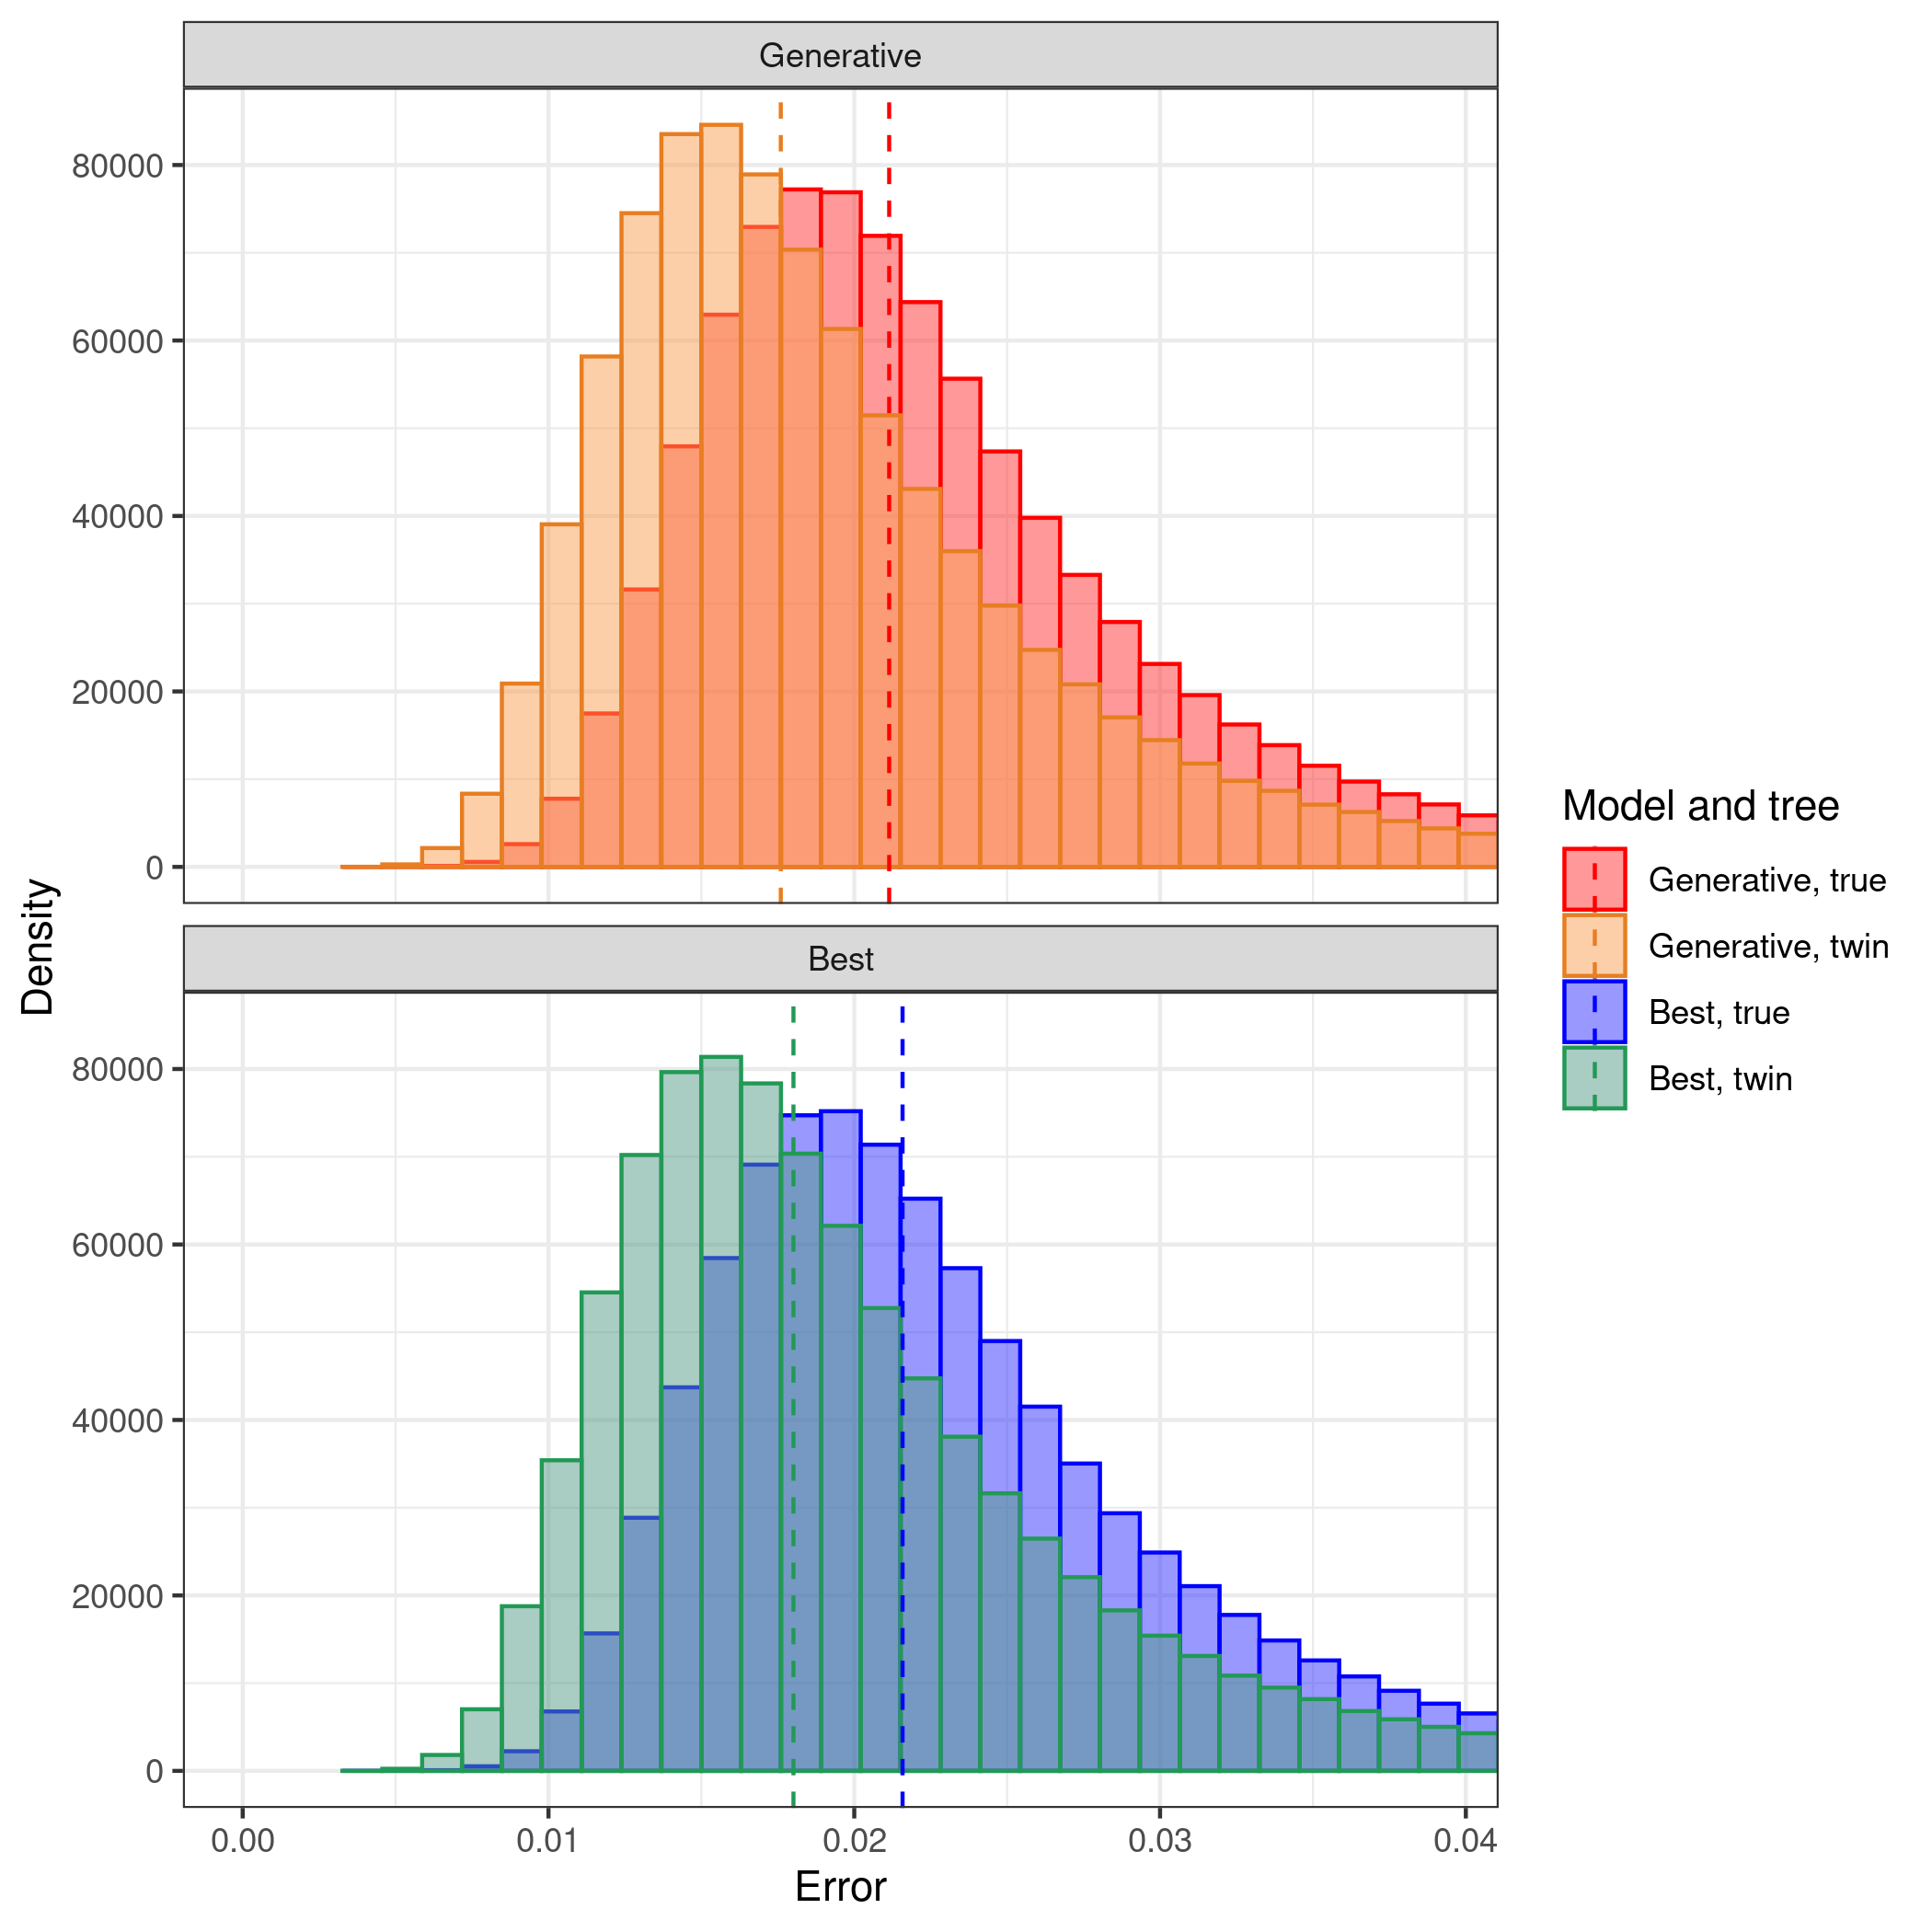 Generative
80000
60000
40000
20000
0
Best
80000
60000
40000
20000
0
0.00 0.01 0.02 0.03 0.04
Error
Density
Model and tree
Generative, true
Generative, twin
Best, true
Best, twin